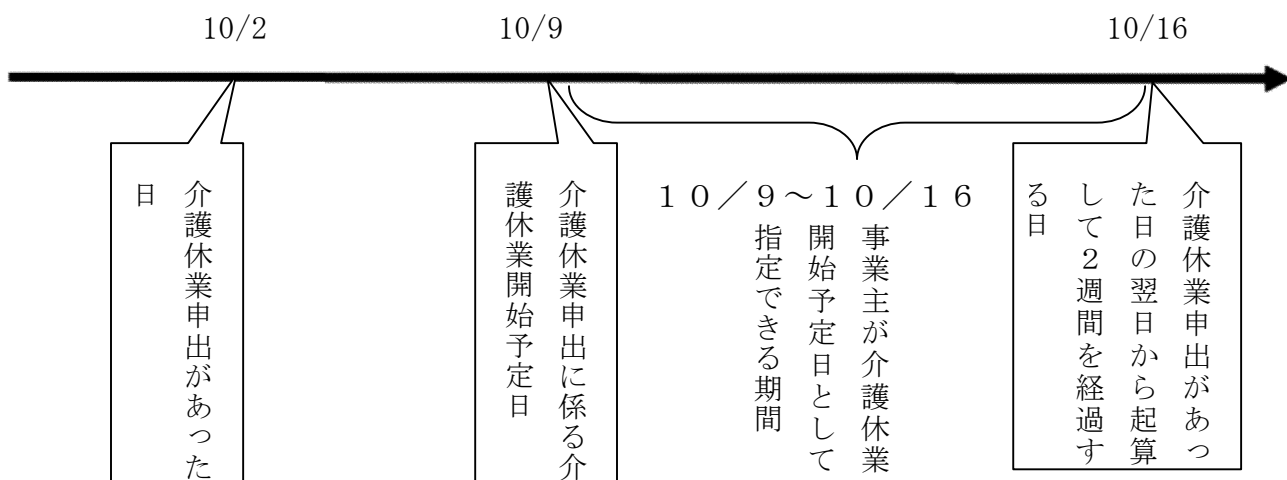 10/2
10/9
10/16
介護休業申出があった
日
介護休業申出に係る介
護休業開始予定日
１０／９～１０／１６
事業主が介護休業
開始予定日として
指定できる期間
介護休業申出があっ
た日の翌日から起算
して２週間を経過す
る日